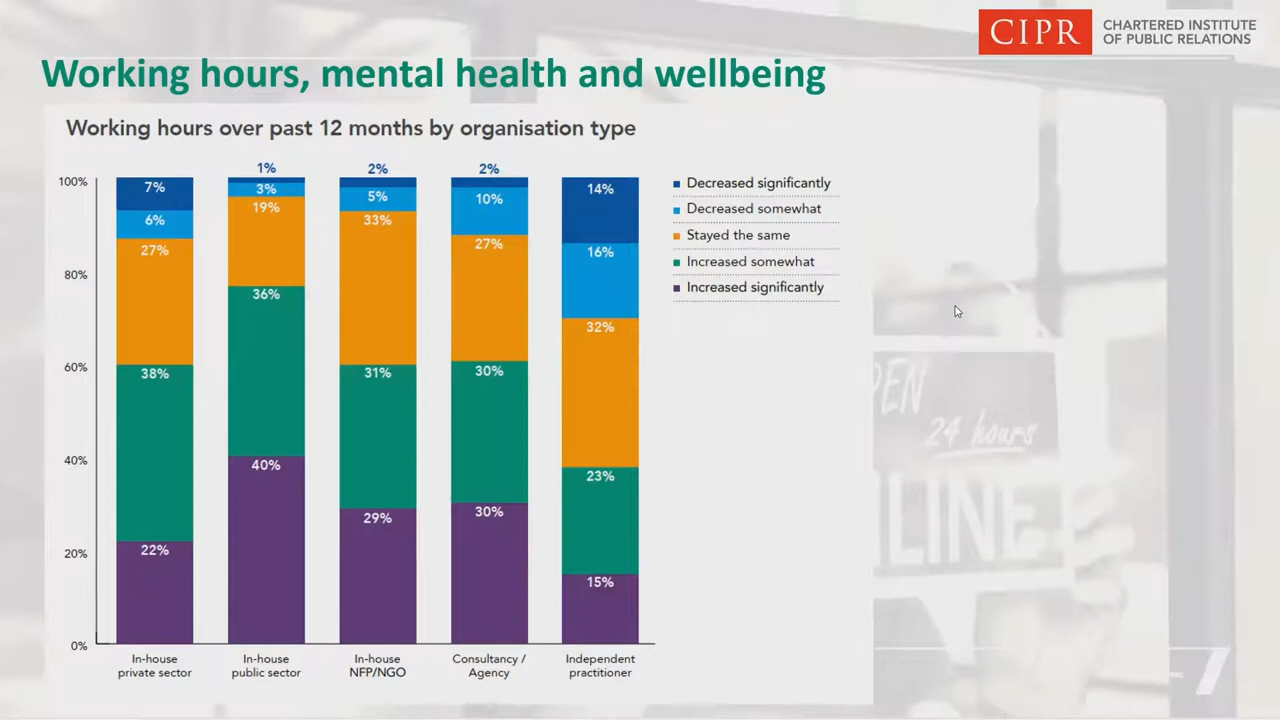 CIPR
CHARTERED INSTITUTE
OF PUBLIC RELATIONS
Working hours, mental health and wellbeing
Working hours over past 12 months by organisation type
100%
80%
60%
40%
20%
0%
7%
6%
27%
38%
22%
1%
3%
19%
36%
40%
2%
5%
33%
31%
29%
2%
10%
27%
30%
30%
14%
16%
32%
23%
15%
In-house
private sector
In-house
public sector
In-house
NFP/NGO
Consultancy /
Agency
Independent
practitioner
Decreased significantly
Decreased somewhat
Stayed the same
Increased somewhat
Increased significantly
24 hours